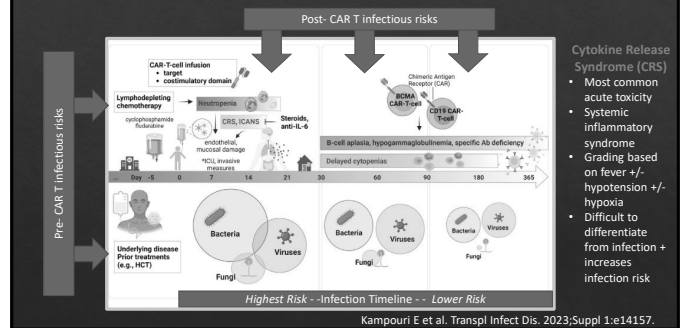 Post- CAR T infectious risks
Pre- CAR T infectious risks
CAR-T-cell infusion
• target
• costimulatory domain
Lymphodepleting
chemotherapy
cyclophosphamide
fludarabine
Neutropenia
CRS, ICANS
Steroids,
anti-IL-6
endothelial,
mucosal damage
*ICU, invasive
measures
Chimeric Antigen
Receptor (CAR)
BCMA
CAR-T-cell
CD19 CAR-
T-cell
B-cell aplasia, hypogammaglobulinemia, specific Ab deficiency
Delayed cytopenias
... Day -5 0 7 14 21 30 60 90 180 365
Underlying disease
Prior treatments
(e.g., HCT)
Bacteria
Viruses
Fungi
Bacteria
Viruses
Fungi
Bacteria
Viruses
Fungi
Highest Risk - -Infection Timeline - - Lower Risk
Cytokine Release
Syndrome (CRS)
• Most common
acute toxicity
• Systemic
inflammatory
syndrome
• Grading based
on fever +/-
hypotension +/-
hypoxia
• Difficult to
differentiate
from infection +
increases
infection risk
Kampouri E et al. Transpl Infect Dis. 2023;Suppl 1:e14157.